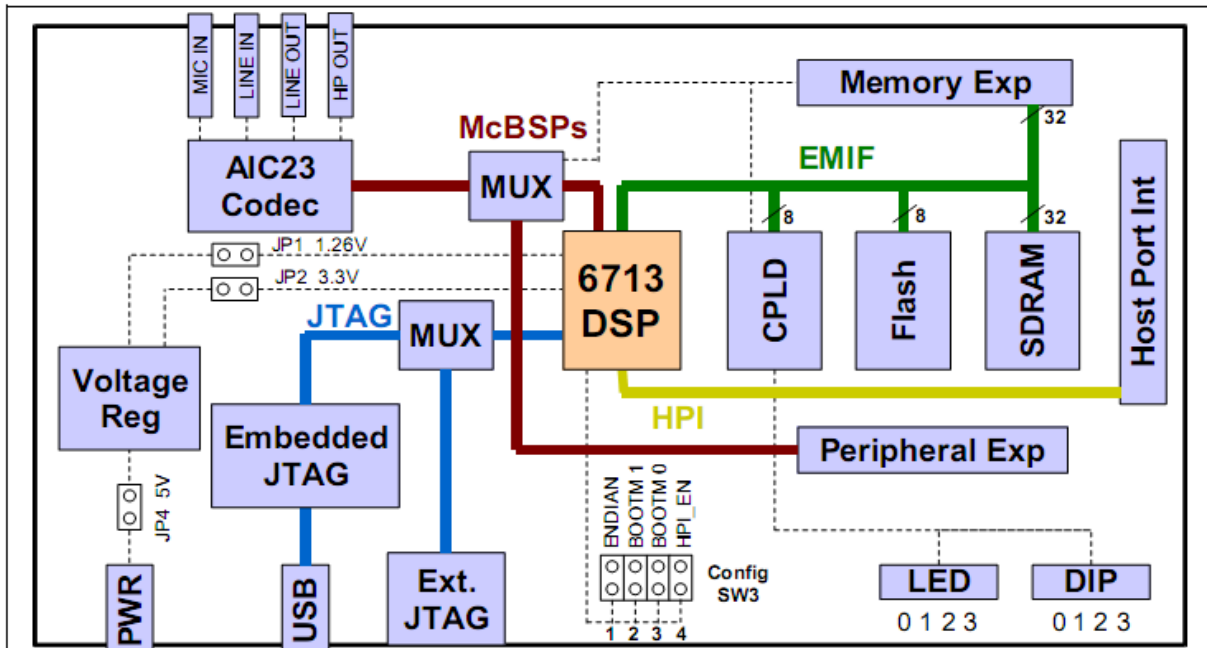 MIC IN
LINE IN
LINE OUT
HP OUT
Memory Exp
32
McBSPs
EMIF
AIC23
Codec
MUX
8
8
32
Host Port Int
JP1 1.26V
JP2 3.3V
6713
DSP
CPLD
Flash
SDRAM
JTAG
MUX
Voltage
Reg
HPI
Embedded
JTAG
Peripheral Exp
JP4 5V
ENDIAN
BOOTM 1
BOOTM 0
HPI_EN
Config
SW3
1 2 3 4
PWR
USB
Ext.
JTAG
LED
0 1 2 3
DIP
0 1 2 3